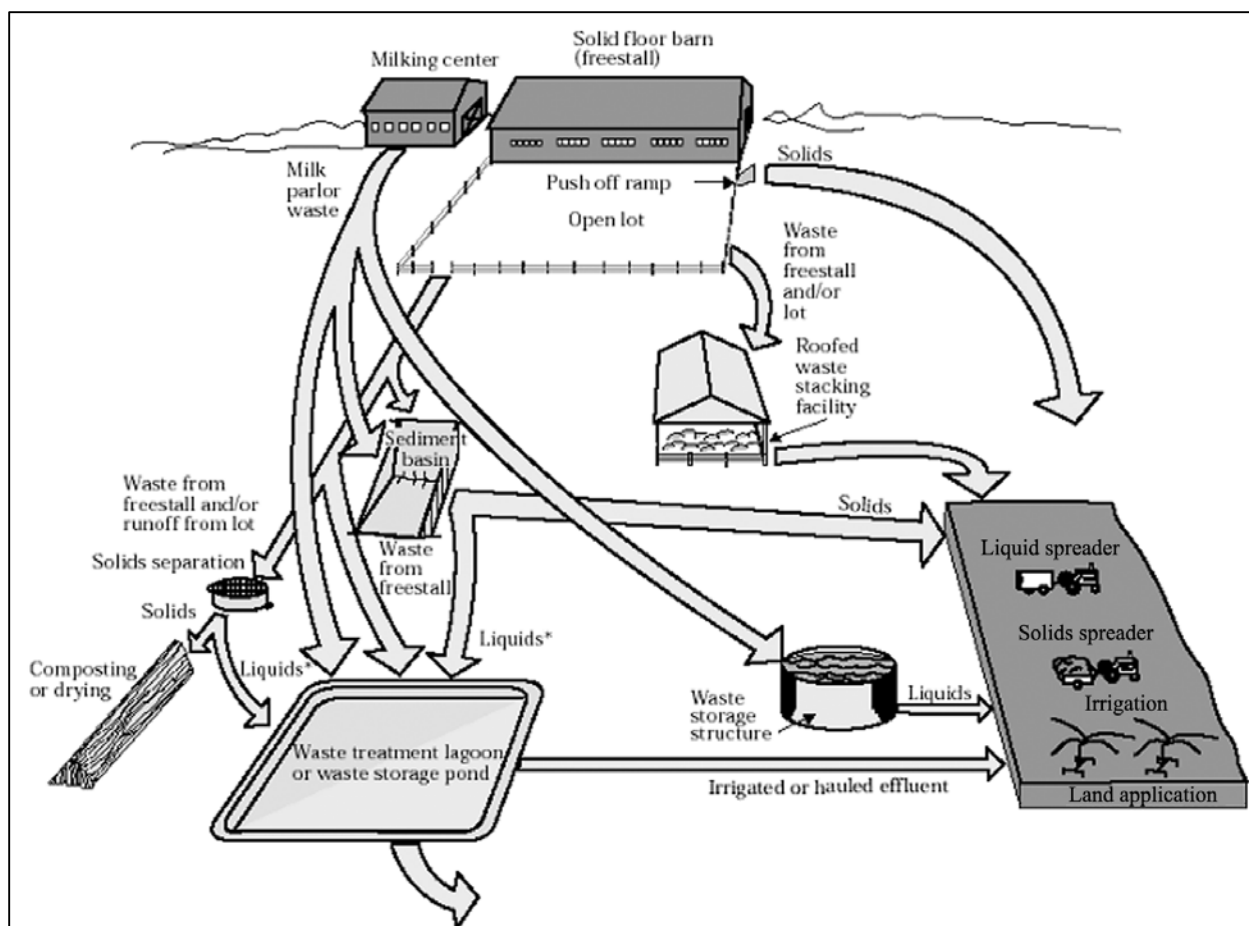 Milking center
Solid floor barn
(freestall)
Solids
Milk
parlor
waste
Push off ramp
Open lot
Waste
from
freestall
and/or
lot
Roofed
waste
stacking
facility
Sediment
basin
Waste from
freestall and/or
runoff from lot
Solids
Solids separation
Waste
from
freestall
Liquid spreader
Solids
Liquids*
Solids spreader
Composting
or drying
Liquids*
Waste
storage
structure
Liquids
Irrigation
Waste treatment lagoon
or waste storage pond
Irrigated or hauled effluent
Land application